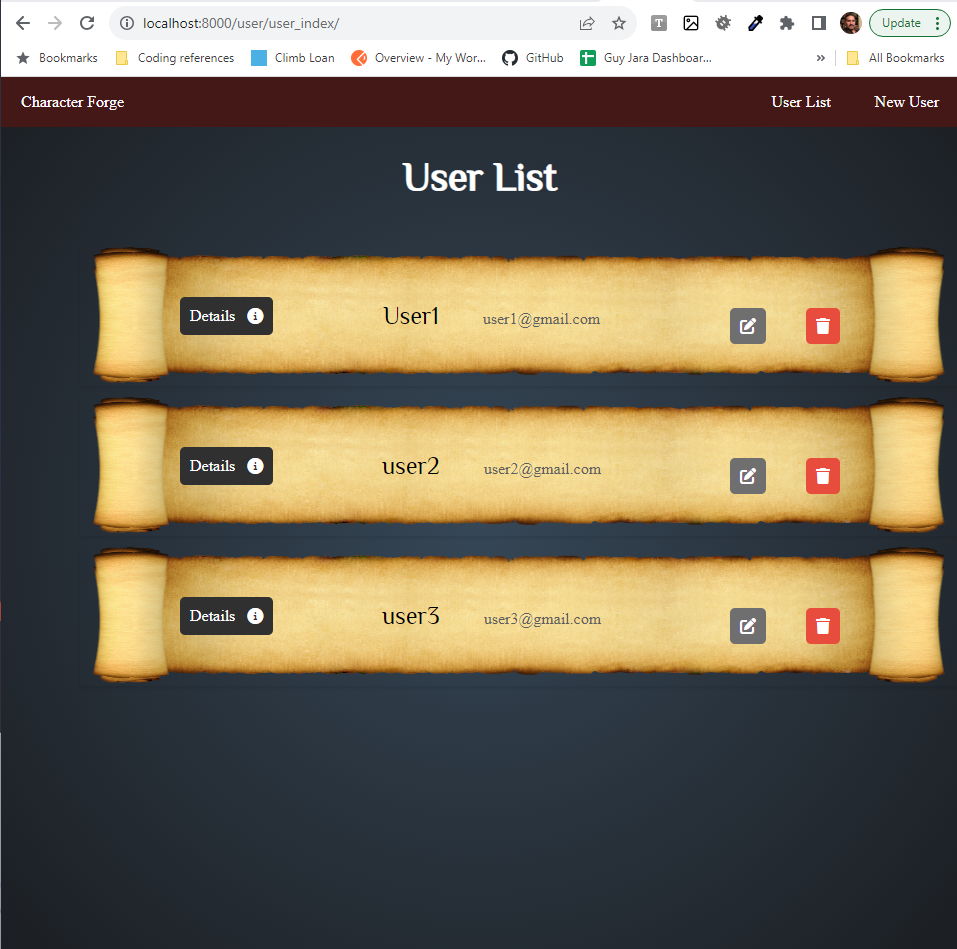 localhost:8000/user/user_index/
T
Update
Bookmarks Coding references Climb Loan Overview - My Wor... GitHub Guy Jara Dashboar... » All Bookmarks
Character Forge User List New User
User List
Details User1 user1@gmail.com
Details user2 user2@gmail.com
Details user3 user3@gmail.com